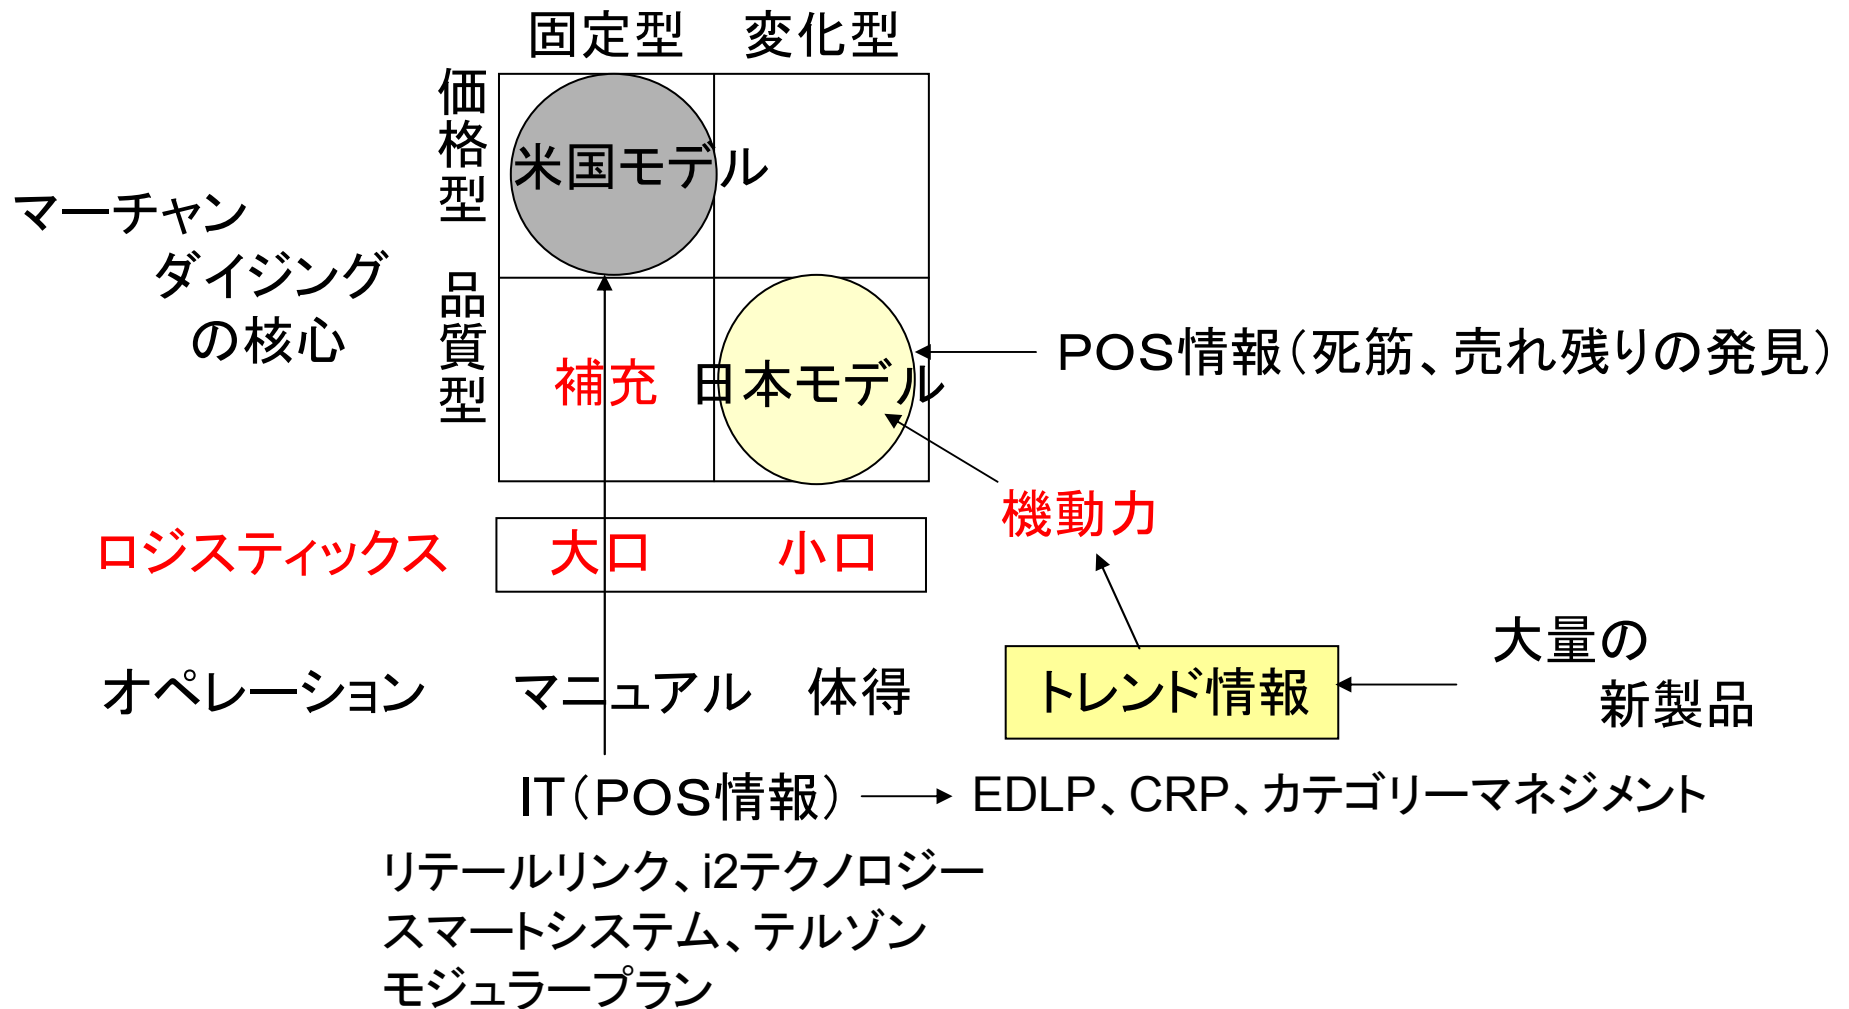 固定型 変化型
価格型
米国モデル
マーチャン
ダイジング
の核心
品質型
補充
日本モデル
POS情報（死筋、売れ残りの発見）
機動力
ロジスティックス
大口 小口
オペレーション
マニュアル 体得
トレンド情報
大量の
新製品
IT（POS情報）
EDLP、CRP、カテゴリーマネジメント
リテールリンク、i2テクノロジー
スマートシステム、テルゾン
モジュラープラン